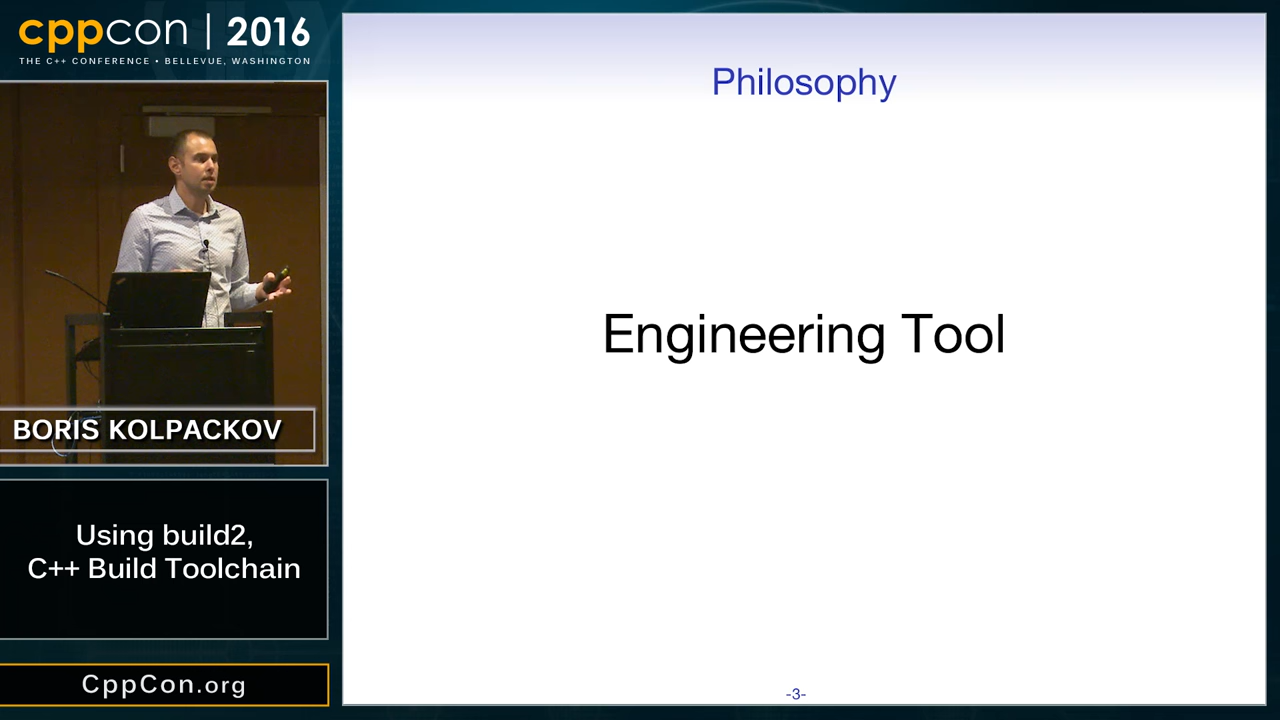 cppcon | 2016
THE C++ CONFERENCE • BELLEVUE, WASHINGTON
BORIS KOLPACKOV
Using build2,
C++ Build Toolchain
CppCon.org
Philosophy
Engineering Tool
-3-